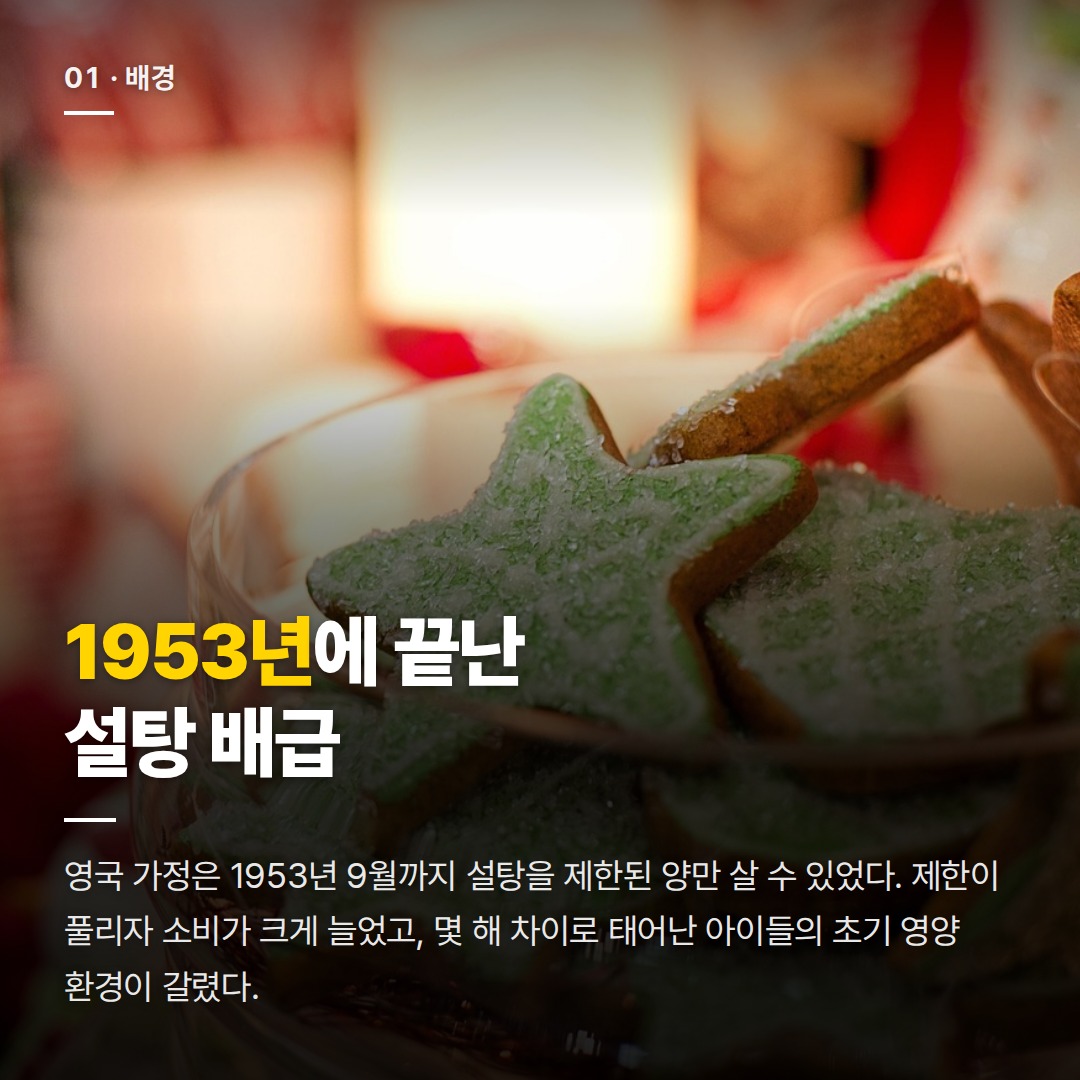 01 · 배경
1953년에 끝난
설탕 배급
영국 가정은 1953년 9월까지 설탕을 제한된 양만 살 수 있었다. 제한이
풀리자 소비가 크게 늘었고, 몇 해 차이로 태어난 아이들의 초기 영양
환경이 갈렸다.